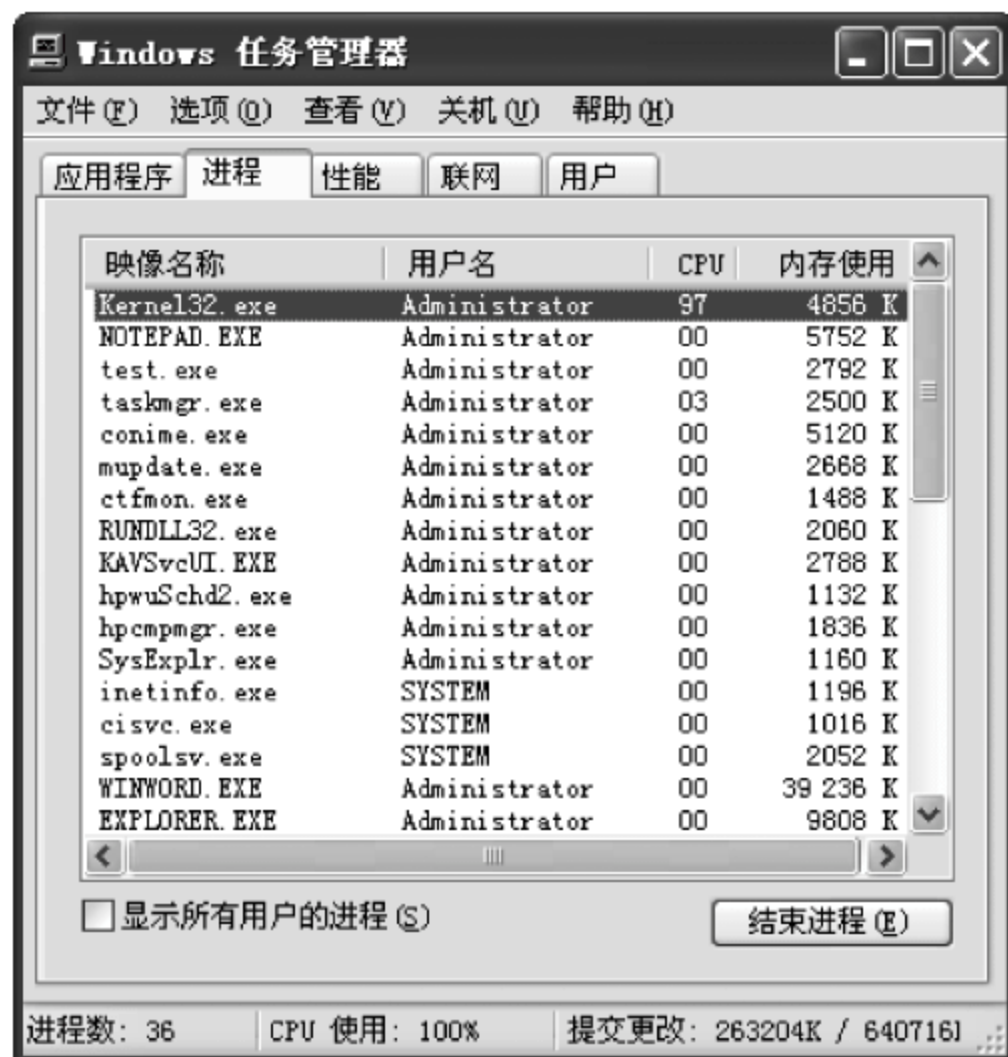 Windows 任务管理器
文件(F) 选项(O) 查看(V) 关机(U) 帮助(H)
应用程序 进程 性能 联网 用户
映像名称 用户名 CPU 内存使用
Kernel32.exe Administrator 97 4856 K
NOTEPAD.EXE Administrator 00 5752 K
test.exe Administrator 00 2792 K
taskmgr.exe Administrator 03 2500 K
conime.exe Administrator 00 5120 K
mupdate.exe Administrator 00 2668 K
ctfmon.exe Administrator 00 1488 K
RUNDLL32.exe Administrator 00 2060 K
KAVSvcUI.EXE Administrator 00 2788 K
hpwuSchd2.exe Administrator 00 1132 K
hpcmpmgr.exe Administrator 00 1836 K
SysExplr.exe Administrator 00 1160 K
inetinfo.exe SYSTEM 00 1196 K
cisvc.exe SYSTEM 00 1016 K
spoolsv.exe SYSTEM 00 2052 K
WINWORD.EXE Administrator 00 39 236 K
EXPLORER.EXE Administrator 00 9808 K
显示所有用户的进程(S) 结束进程(E)
进程数: 36 CPU 使用: 100% 提交更改: 263204K / 640716